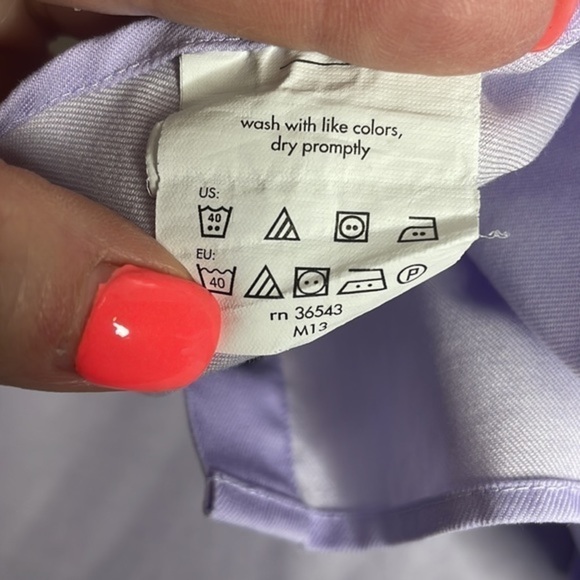 wash with like colors,
dry promptly
US:
40
EU:
40 P
rn 36543
M13